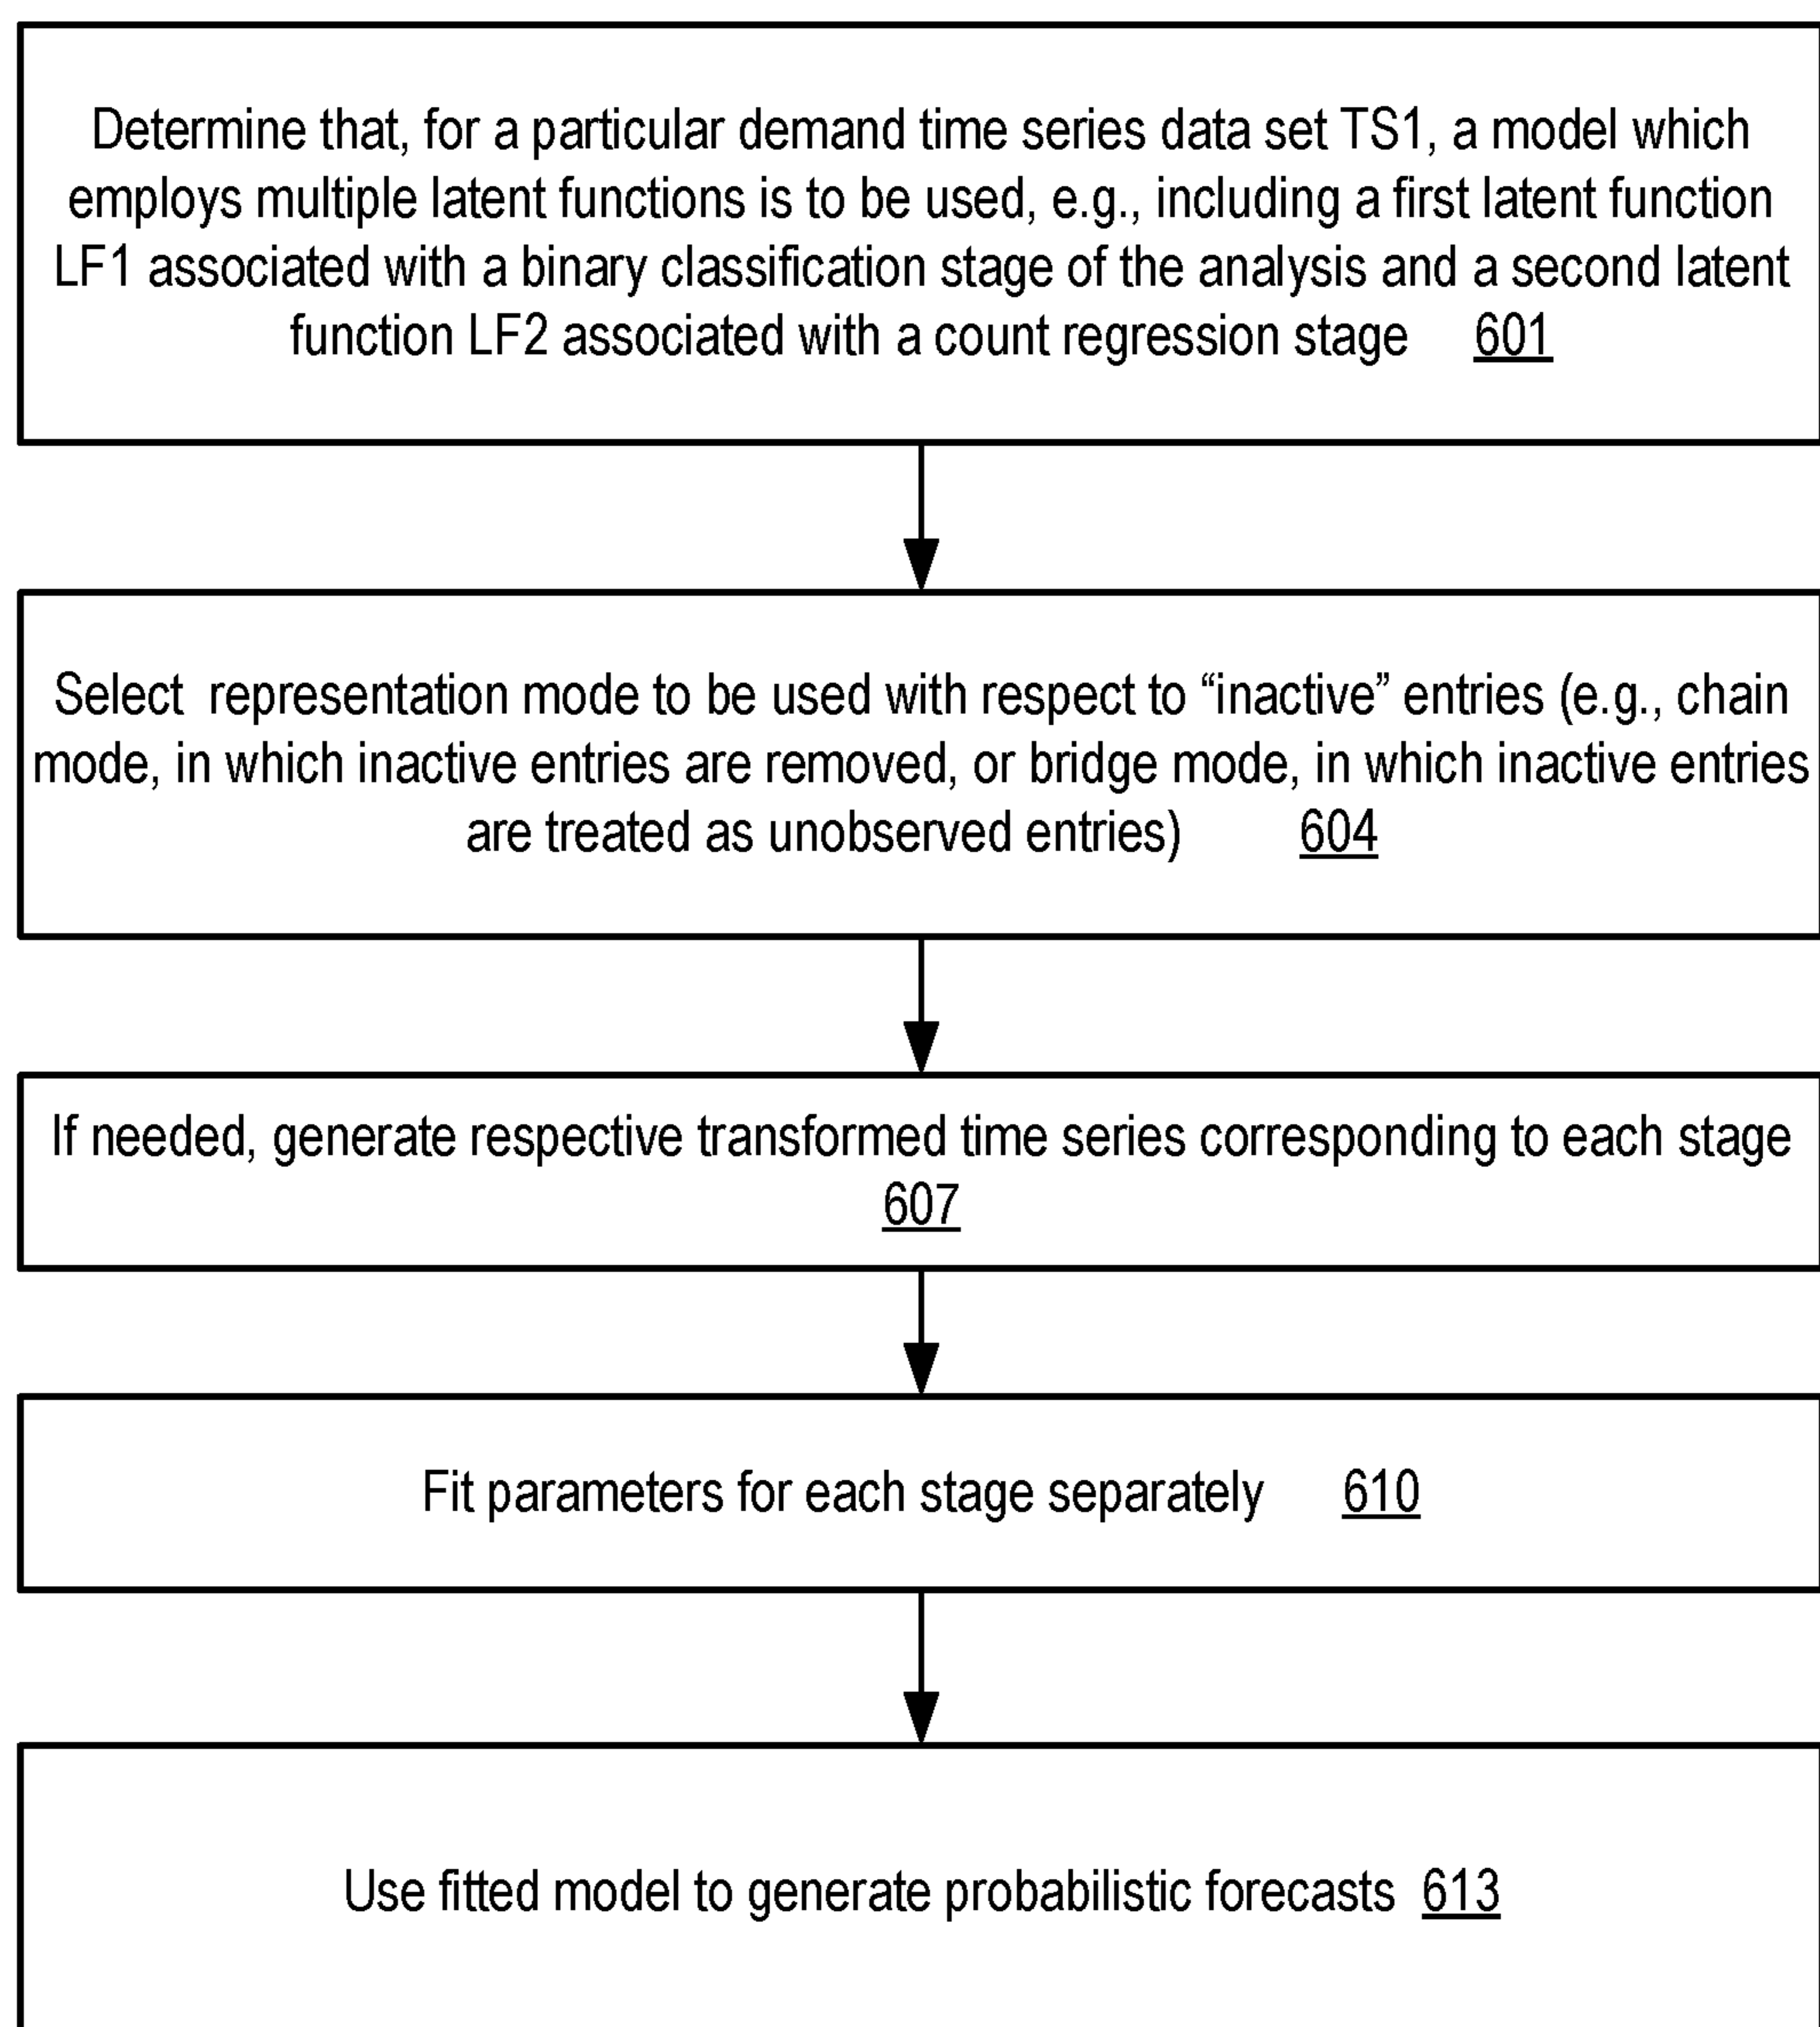 Determine that, for a particular demand time series data set TS1, a model which
employs multiple latent functions is to be used, e.g., including a first latent function
LF1 associated with a binary classification stage of the analysis and a second latent
function LF2 associated with a count regression stage 601
Select representation mode to be used with respect to “inactive” entries (e.g., chain
mode, in which inactive entries are removed, or bridge mode, in which inactive entries
are treated as unobserved entries) 604
If needed, generate respective transformed time series corresponding to each stage
607
Fit parameters for each stage separately 610
Use fitted model to generate probabilistic forecasts 613